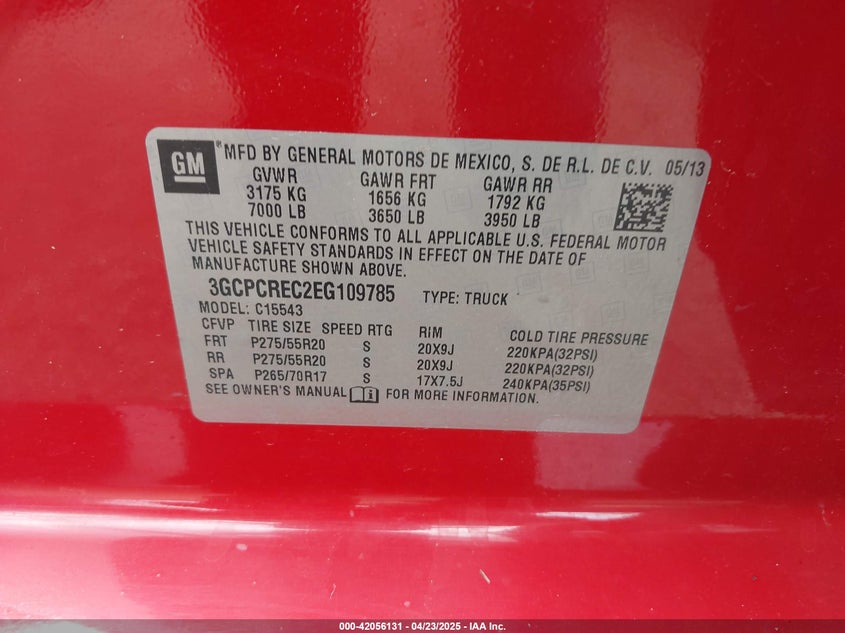 GM ® MFD BY GENERAL MOTORS DE MEXICO, S. DE R.L. DE C.V. 05/13
GVWR GAWR FRT GAWR RR
3175 KG 1656 KG 1792 KG
7000 LB 3650 LB 3950 LB
THIS VEHICLE CONFORMS TO ALL APPLICABLE U.S. FEDERAL MOTOR
VEHICLE SAFETY STANDARDS IN EFFECT ON THE DATE OF
MANUFACTURE SHOWN ABOVE.
3GCPCREC2EG109785 TYPE: TRUCK
MODEL: C15543
CFVP TIRE SIZE SPEED RTG RIM COLD TIRE PRESSURE
FRT P275/55R20 S 20X9J 220KPA(32PSI)
RR P275/55R20 S 20X9J 220KPA(32PSI)
SPA P265/70R17 S 17X7.5J 240KPA(35PSI)
SEE OWNER'S MANUAL FOR MORE INFORMATION.
000-42056131 - 04/23/2025 - IAA Inc.